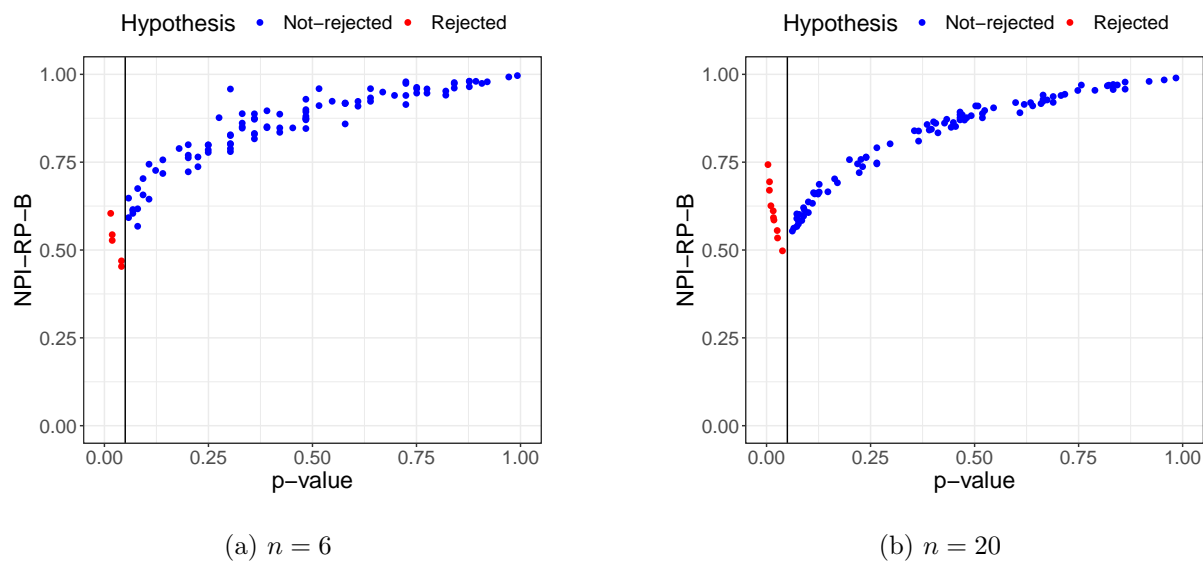 Hypothesis Not−rejected Rejected
1.00
0.75
0.50
0.25
0.00
NPI−RP−B
0.00 0.25 0.50 0.75 1.00
p−value
(a) n = 6
Hypothesis Not−rejected Rejected
1.00
0.75
0.50
0.25
0.00
NPI−RP−B
0.00 0.25 0.50 0.75 1.00
p−value
(b) n = 20